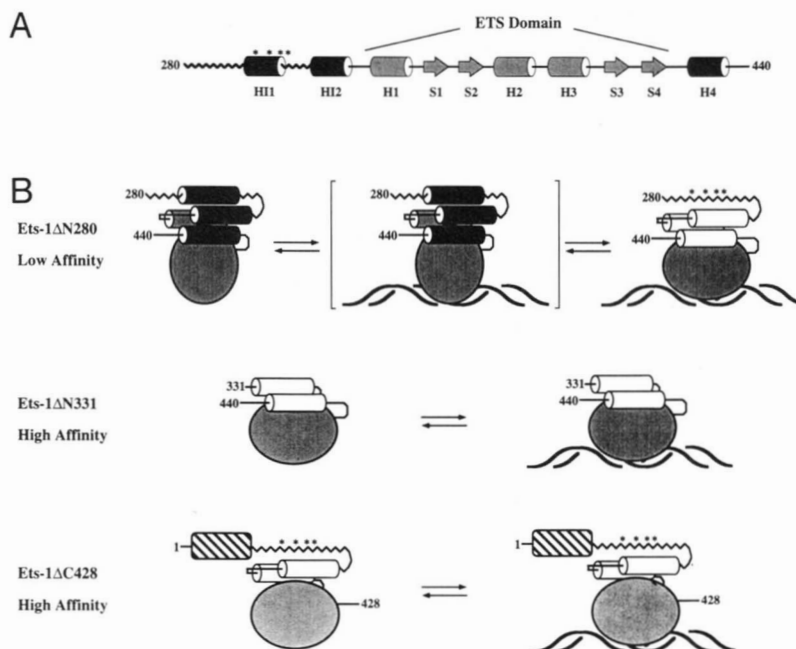 A
ETS Domain
* * **
280 440
HI1 HI2 H1 S1 S2 H2 H3 S3 S4 H4
B
280 280 280 * * **
Ets-1ΔN280
440 440 440
Low Affinity
331 331
Ets-1ΔN331
440 440
High Affinity
* * ** * * **
1 1
Ets-1ΔC428
428 428
High Affinity